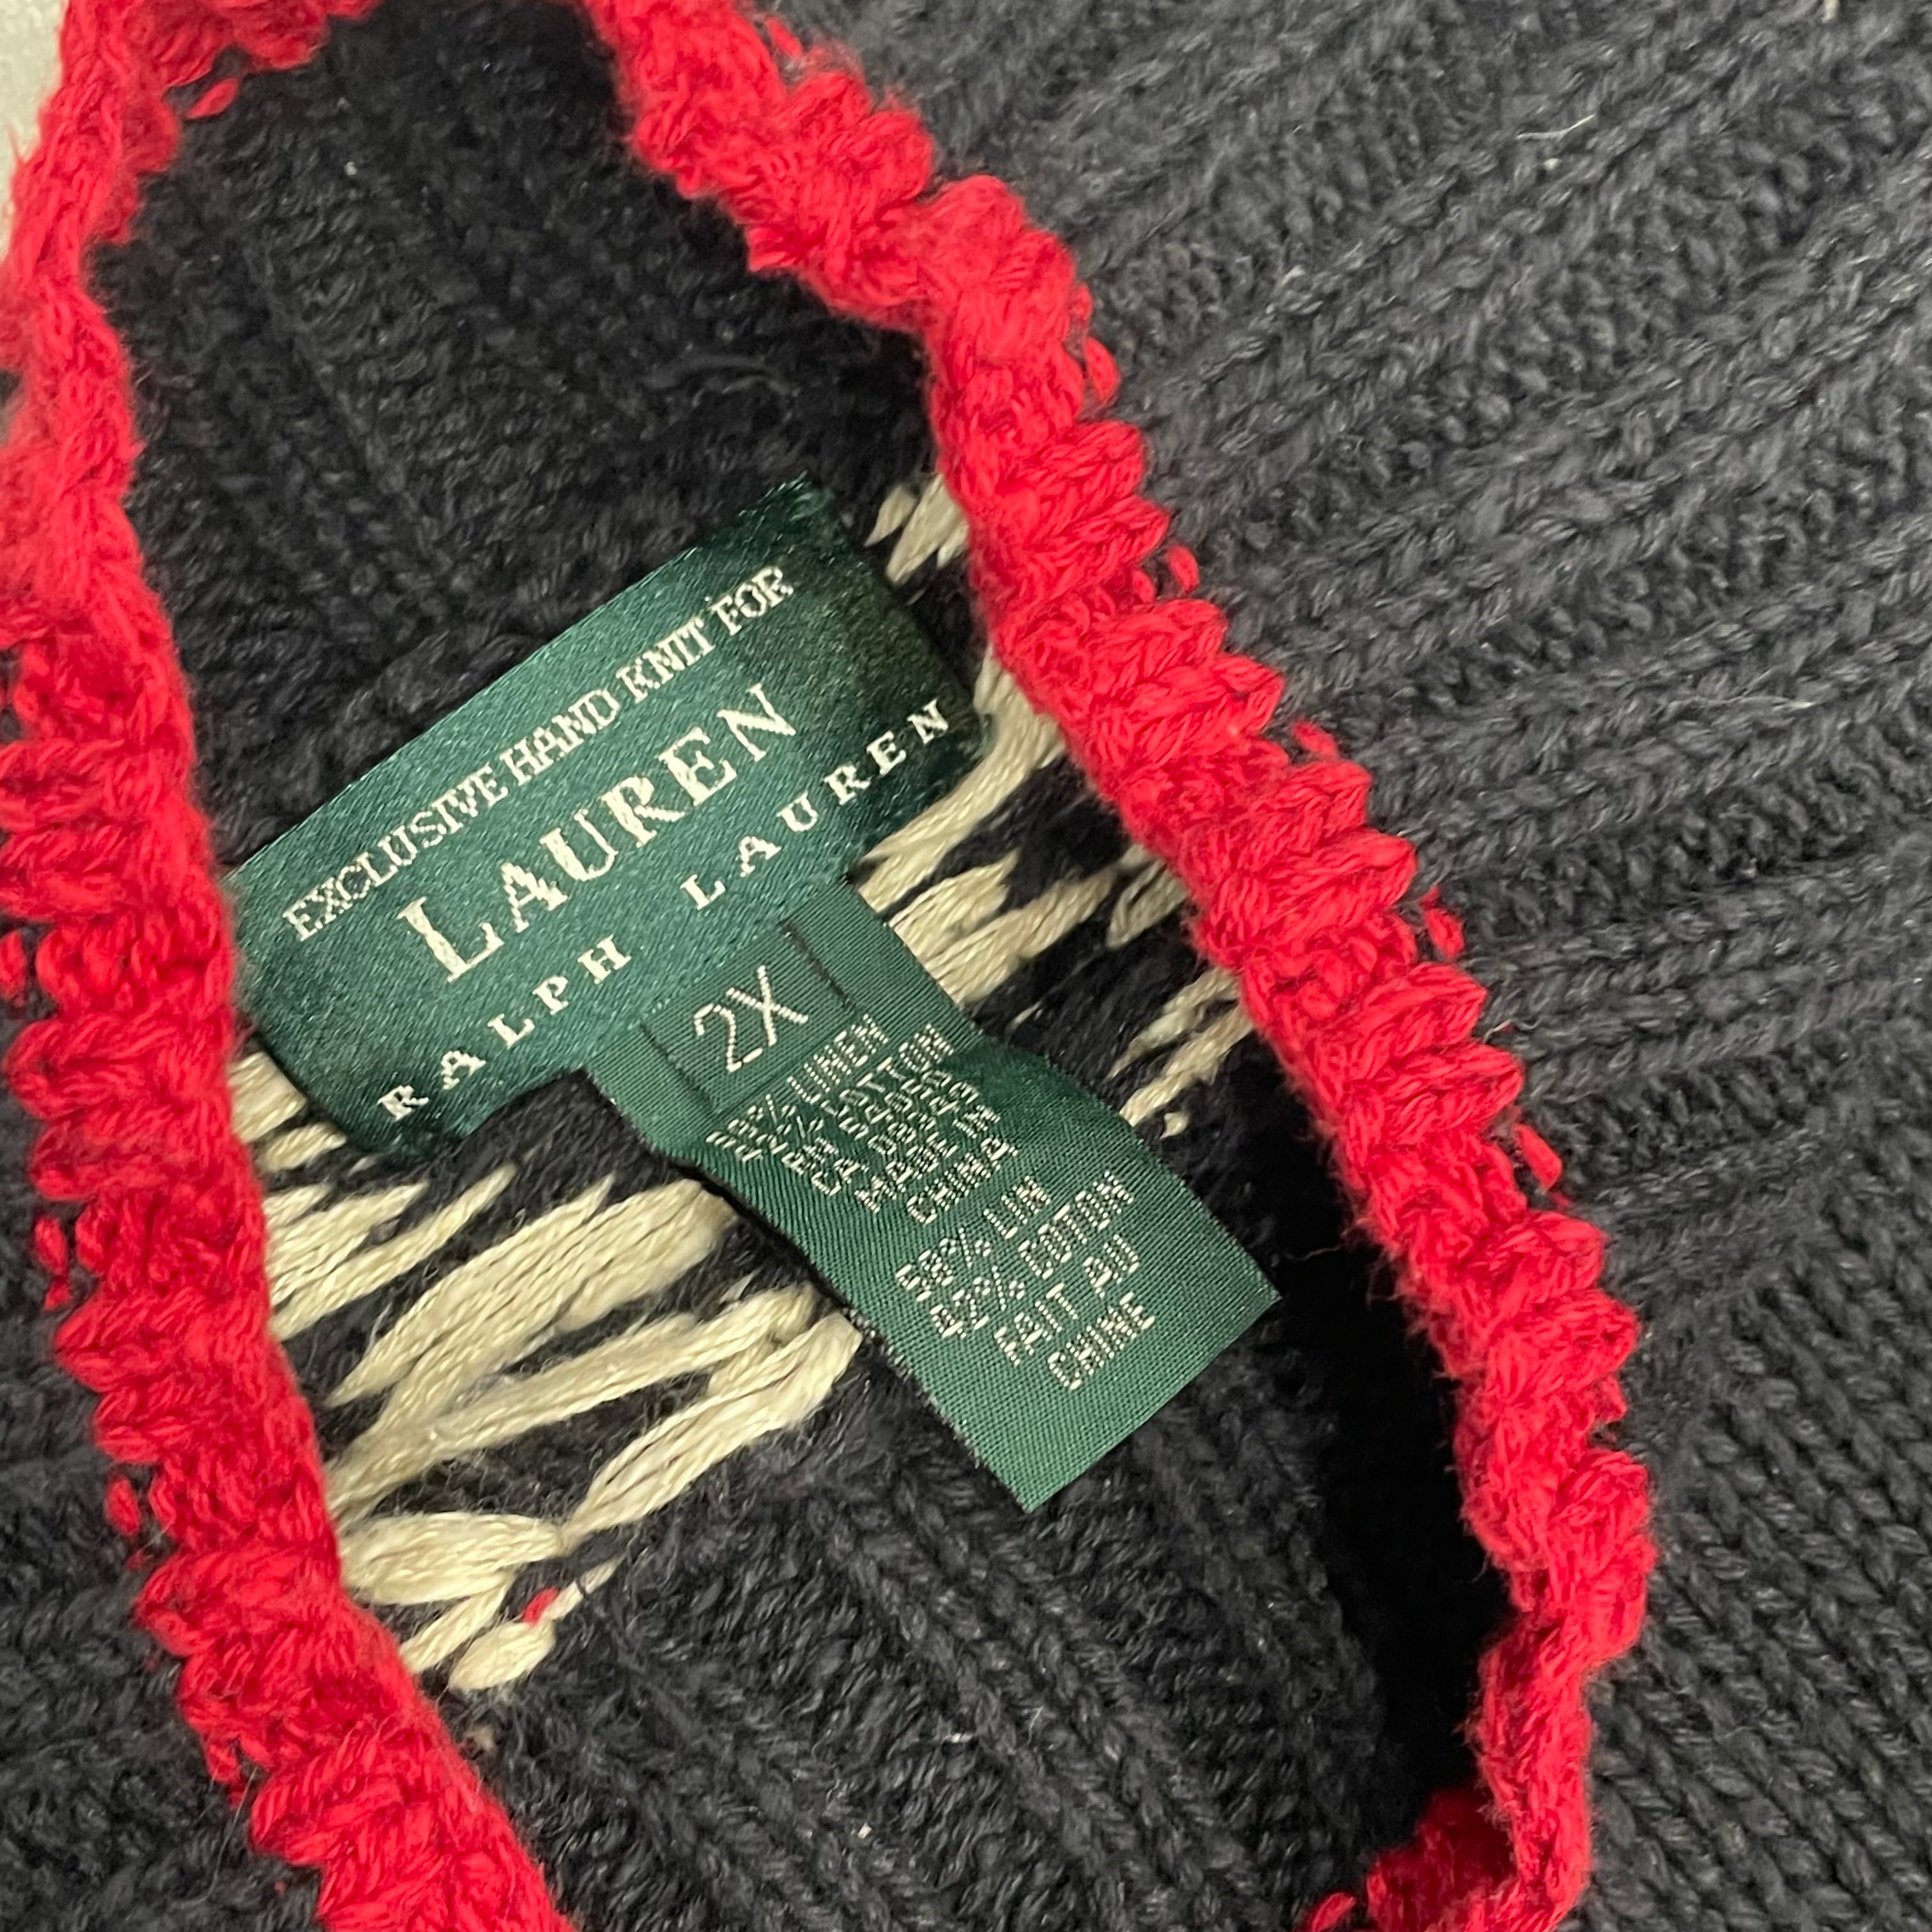 EXCLUSIVE HAND KNIT FOR
LAUREN
RALPH LAUREN
2X
58% LINEN
42% COTTON
MADE IN
CHINA
58% LIN
42% COTON
FAIT AU
CHINE